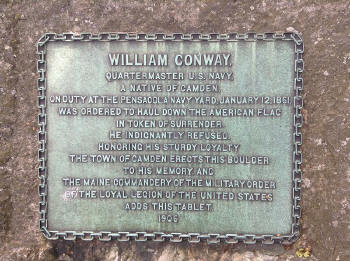 WILLIAM CONWAY,
QUARTERMASTER U.S. NAVY
A NATIVE OF CAMDEN,
ON DUTY AT THE PENSACOLA NAVY YARD, JANUARY 12, 1861
WAS ORDERED TO HAUL DOWN THE AMERICAN FLAG
IN TOKEN OF SURRENDER
HE INDIGNANTLY REFUSED.
HONORING HIS STURDY LOYALTY
THE TOWN OF CAMDEN ERECTS THIS BOULDER
TO HIS MEMORY, AND
THE MAINE COMMANDERY OF THE MILITARY ORDER
OF THE LOYAL LEGION OF THE UNITED STATES
ADDS THIS TABLET
1906